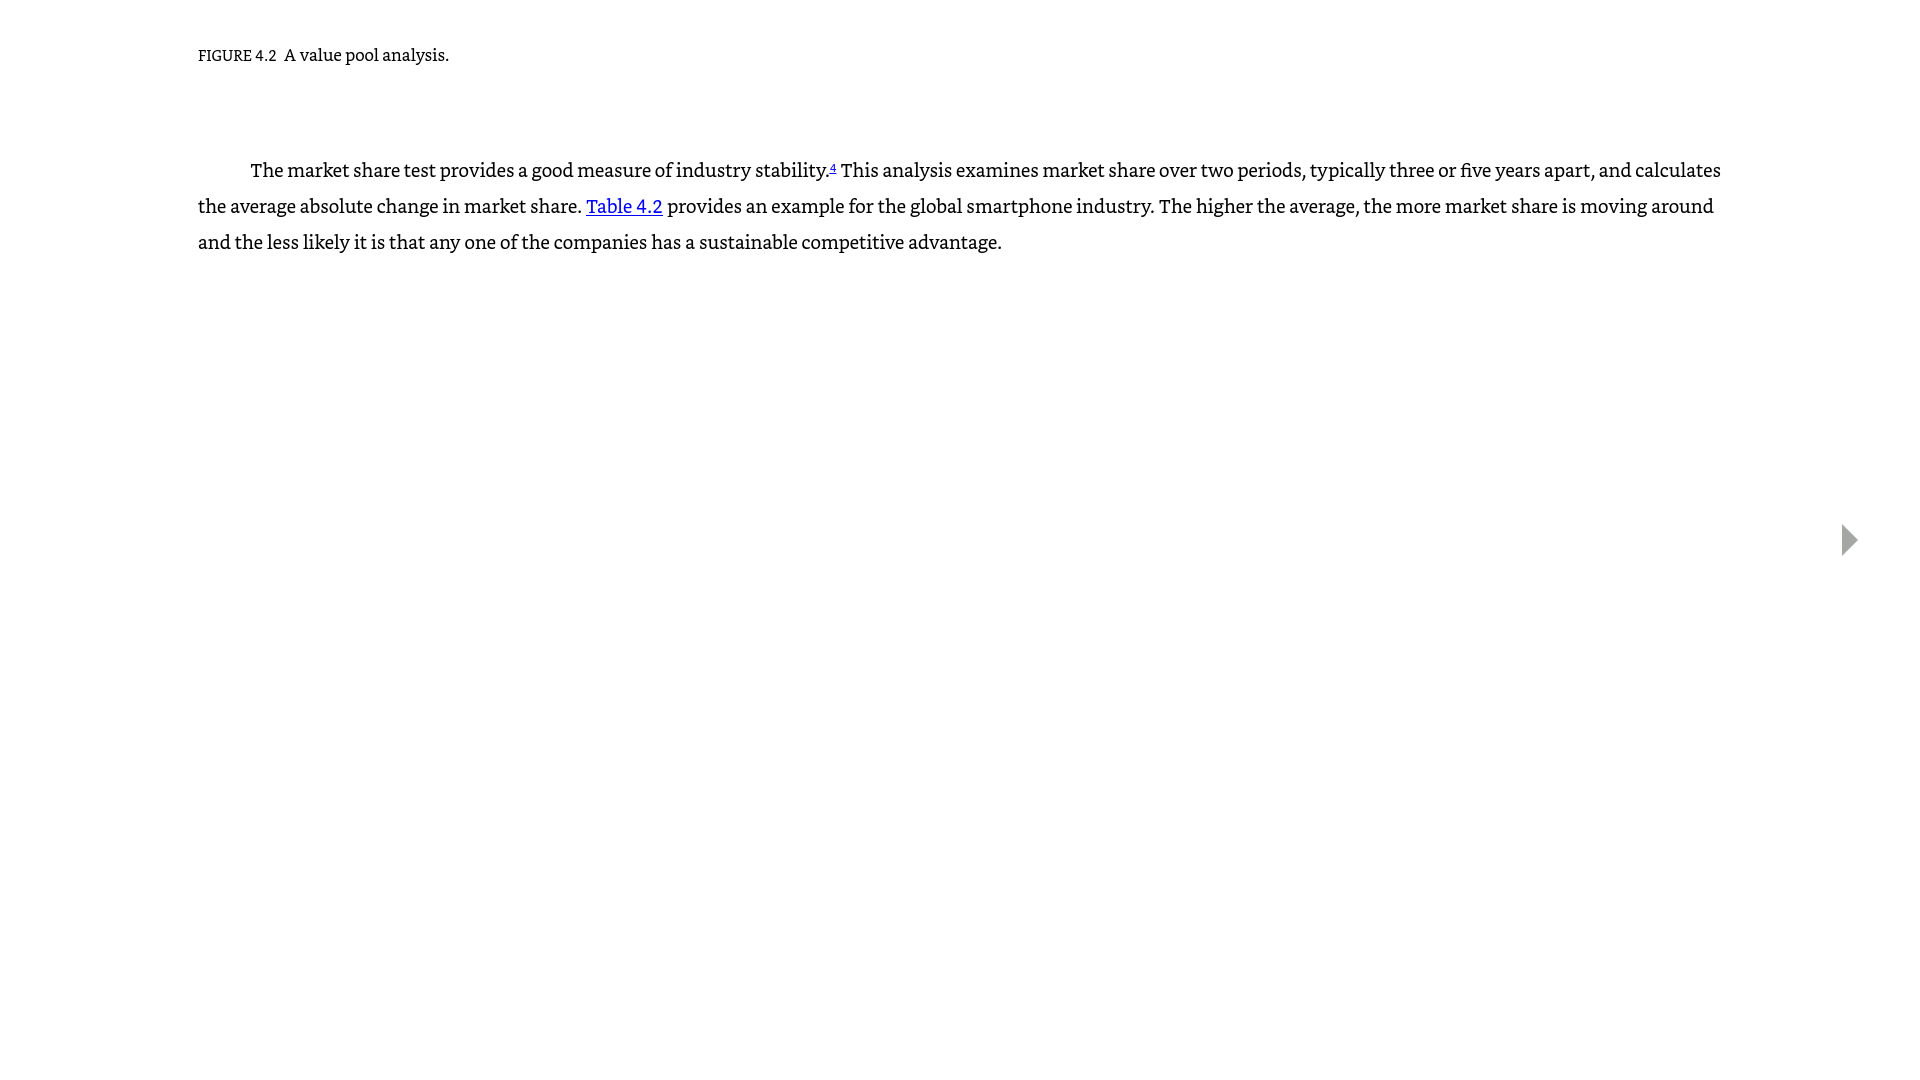 FIGURE 4.2 A value pool analysis.
The market share test provides a good measure of industry stability.4 This analysis examines market share over two periods, typically three or five years apart, and calculates
the average absolute change in market share. Table 4.2 provides an example for the global smartphone industry. The higher the average, the more market share is moving around
and the less likely it is that any one of the companies has a sustainable competitive advantage.